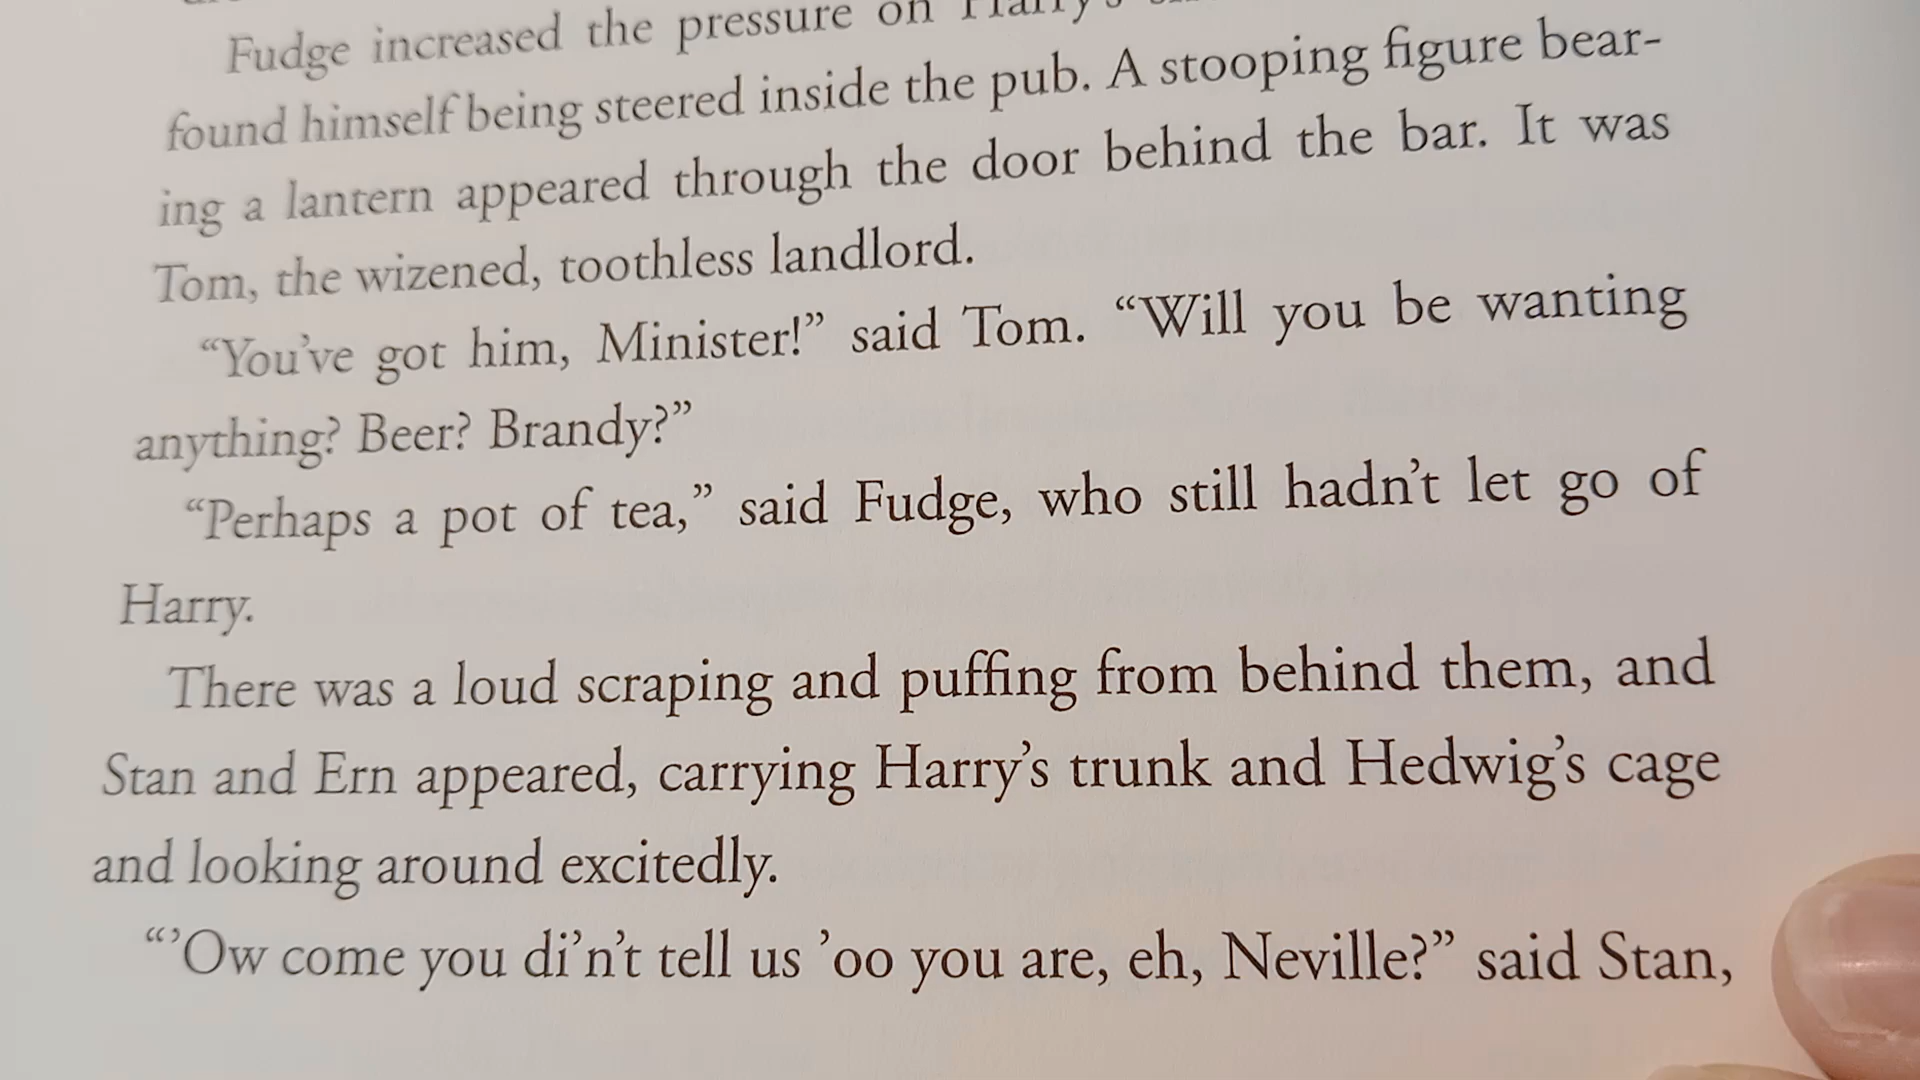 Fudge increased the pressure on Harry's
found himself being steered inside the pub. A stooping figure bear-
ing a lantern appeared through the door behind the bar. It was
Tom, the wizened, toothless landlord.
“You’ve got him, Minister!” said Tom. “Will you be wanting
anything? Beer? Brandy?”
“Perhaps a pot of tea,” said Fudge, who still hadn’t let go of
Harry.
There was a loud scraping and puffing from behind them, and
Stan and Ern appeared, carrying Harry’s trunk and Hedwig’s cage
and looking around excitedly.
“’Ow come you di’n’t tell us ’oo you are, eh, Neville?” said Stan,